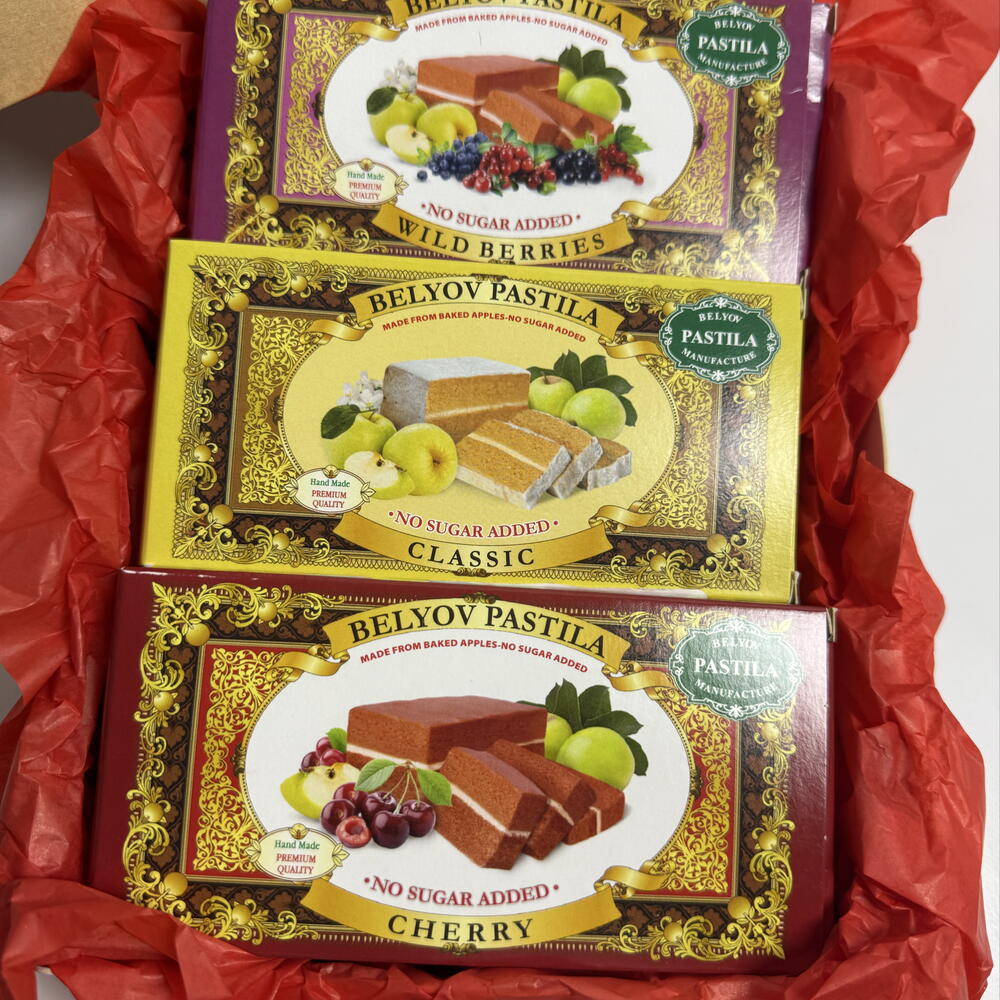 BELYOV PASTILA
MADE FROM BAKED APPLES-NO SUGAR ADDED
BELYOV
PASTILA
MANUFACTURE
Hand Made
PREMIUM
QUALITY
•NO SUGAR ADDED•
WILD BERRIES
BELYOV PASTILA
MADE FROM BAKED APPLES-NO SUGAR ADDED
BELYOV
PASTILA
MANUFACTURE
Hand Made
PREMIUM
QUALITY
•NO SUGAR ADDED•
CLASSIC
BELYOV PASTILA
MADE FROM BAKED APPLES-NO SUGAR ADDED
BELYOV
PASTILA
MANUFACTURE
Hand Made
PREMIUM
QUALITY
•NO SUGAR ADDED•
CHERRY